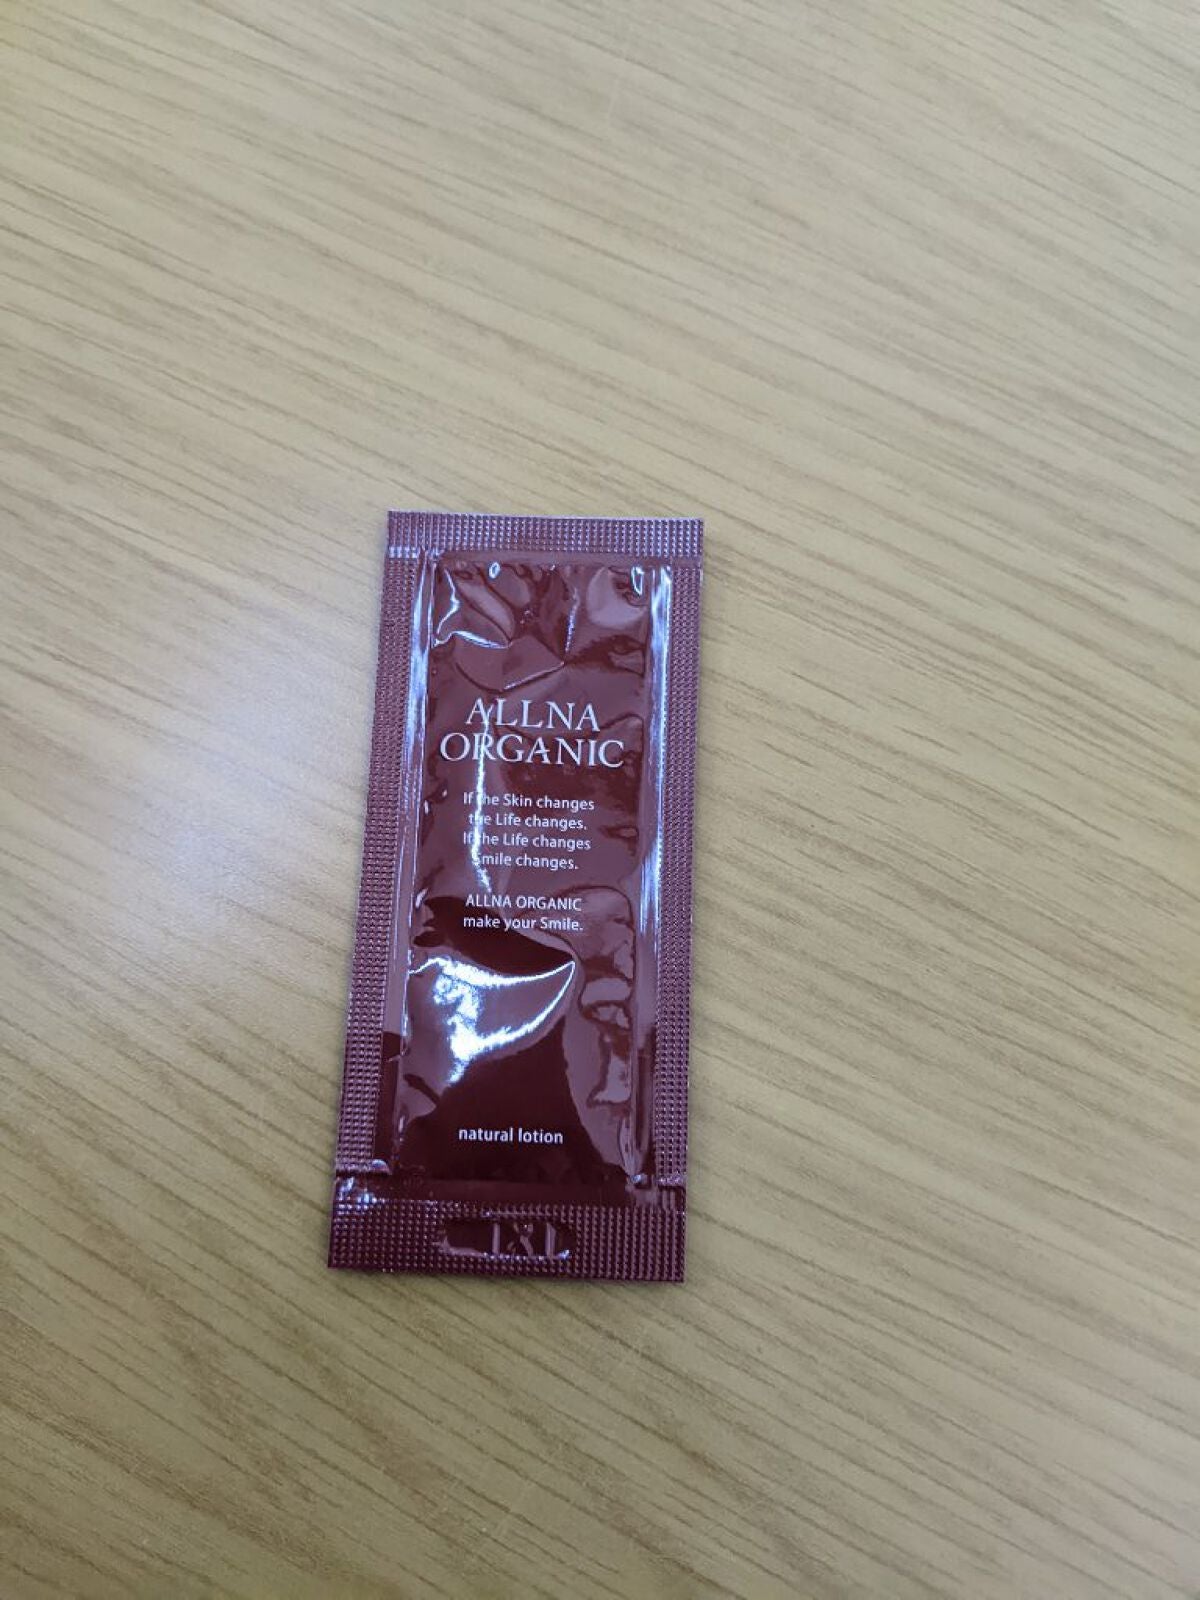 ALLNA
ORGANIC
If the Skin changes
the Life changes.
If the Life changes
Smile changes.
ALLNA ORGANIC
make your Smile.
natural lotion